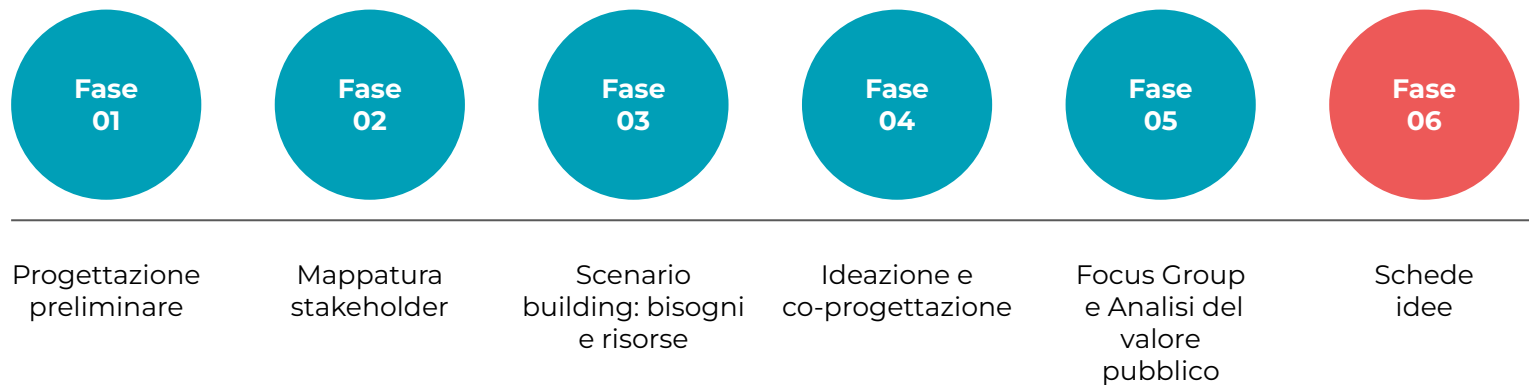 Fase
01
Fase
02
Fase
03
Fase
04
Fase
05
Fase
06
Progettazione
preliminare
Mappatura
stakeholder
Scenario
building: bisogni
e risorse
Ideazione e
co-progettazione
Focus Group
e Analisi del
valore
pubblico
Schede
idee